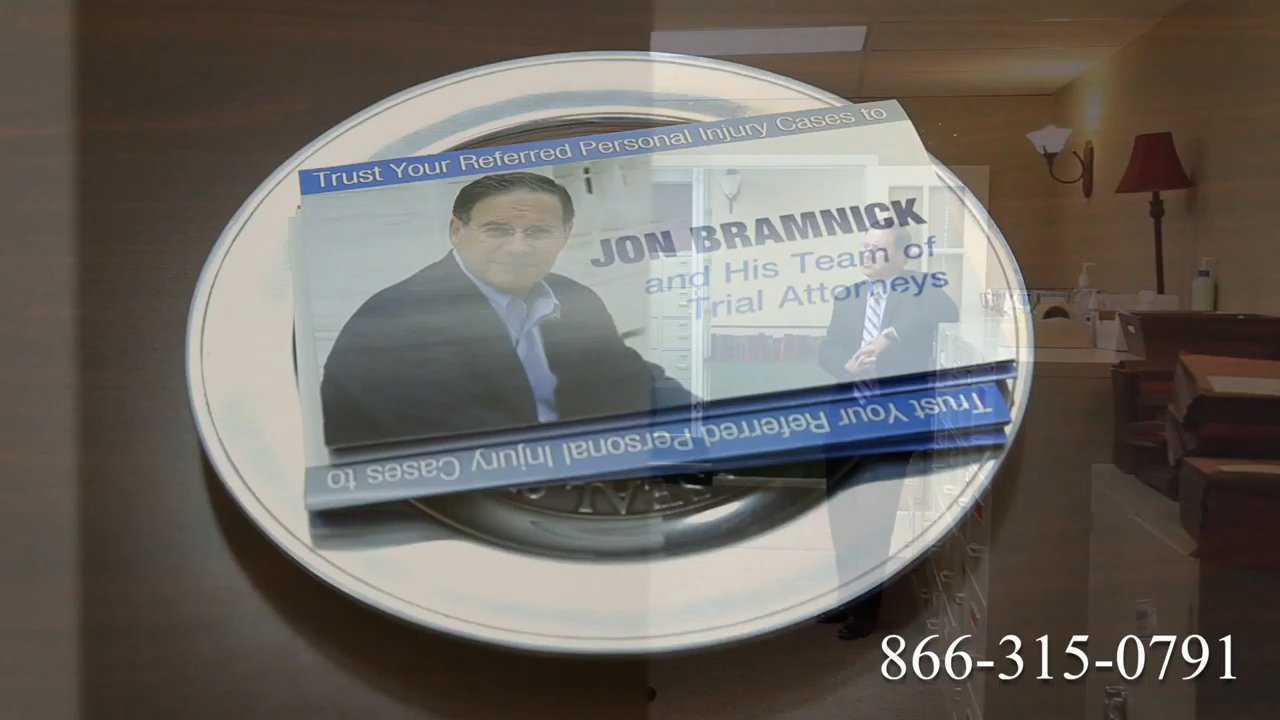 Trust Your Referred Personal Injury Cases to
JON BRAMNICK
and His Team of
Trial Attorneys
Trust Your Referred Personal Injury Cases to
866-315-0791